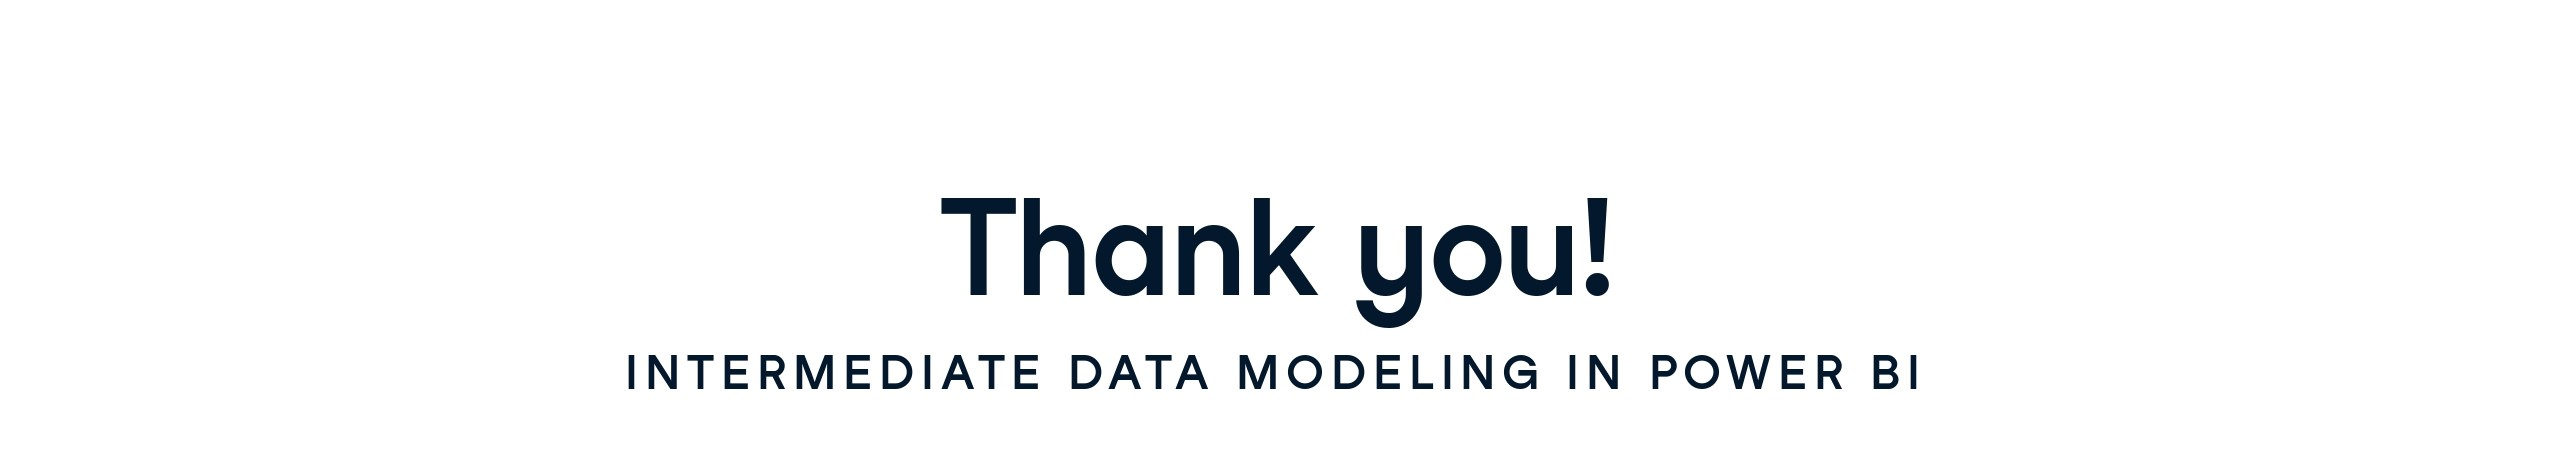 Thank you!
INTERMEDIATE DATA MODELING IN POWER BI